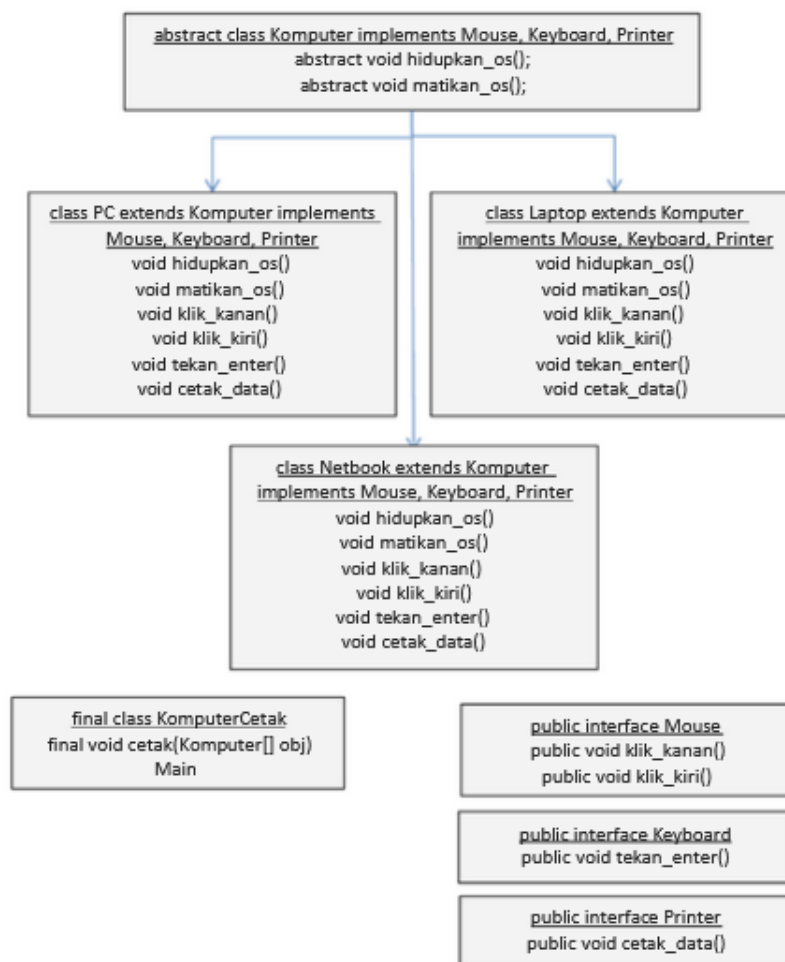 abstract class Komputer implements Mouse, Keyboard, Printer
abstract void hidupkan_os();
abstract void matikan_os();
class PC extends Komputer implements
Mouse, Keyboard, Printer
void hidupkan_os()
void matikan_os()
void klik_kanan()
void klik_kiri()
void tekan_enter()
void cetak_data()
class Laptop extends Komputer
implements Mouse, Keyboard, Printer
void hidupkan_os()
void matikan_os()
void klik_kanan()
void klik_kiri()
void tekan_enter()
void cetak_data()
class Netbook extends Komputer
implements Mouse, Keyboard, Printer
void hidupkan_os()
void matikan_os()
void klik_kanan()
void klik_kiri()
void tekan_enter()
void cetak_data()
final class KomputerCetak
final void cetak(Komputer[] obj)
Main
public interface Mouse
public void klik_kanan()
public void klik_kiri()
public interface Keyboard
public void tekan_enter()
public interface Printer
public void cetak_data()